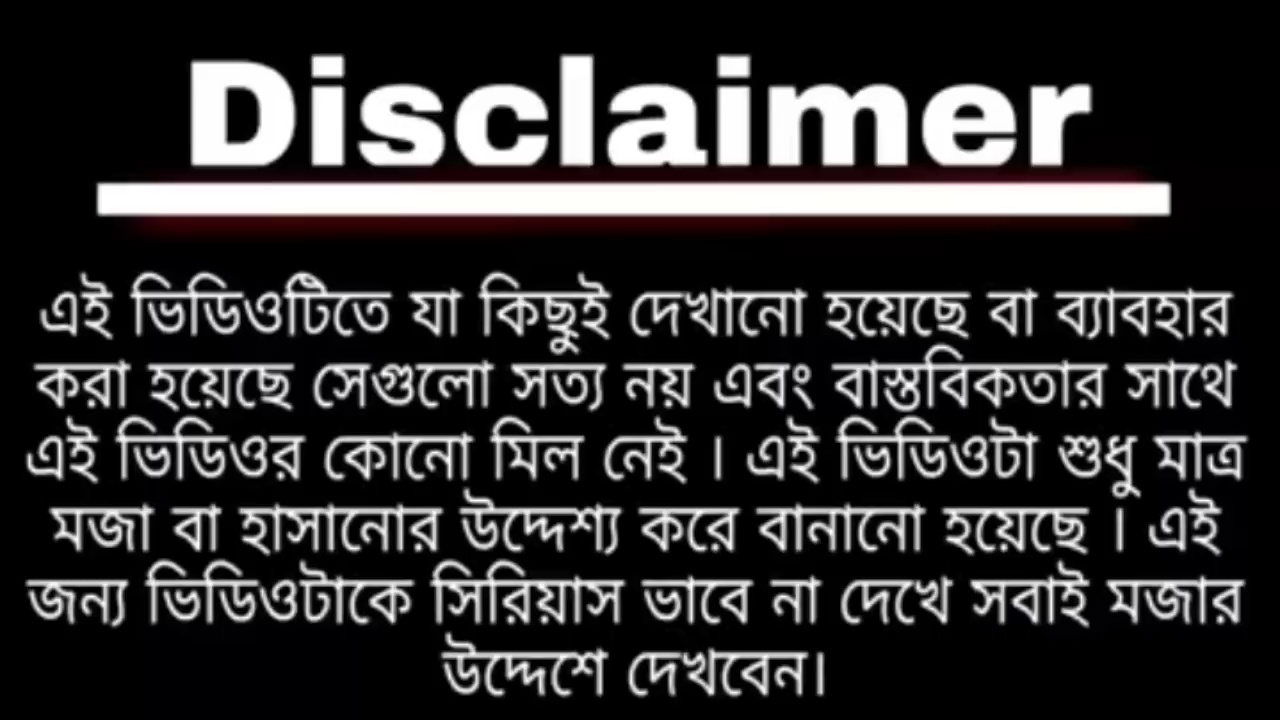 Disclaimer
এই ভিডিওটিতে যা কিছুই দেখানো হয়েছে বা ব্যাবহার
করা হয়েছে সেগুলো সত্য নয় এবং বাস্তবিকতার সাথে
এই ভিডিওর কোনো মিল নেই । এই ভিডিওটা শুধু মাত্র
মজা বা হাসানোর উদ্দেশ্য করে বানানো হয়েছে । এই
জন্য ভিডিওটাকে সিরিয়াস ভাবে না দেখে সবাই মজার
উদ্দেশে দেখবেন।